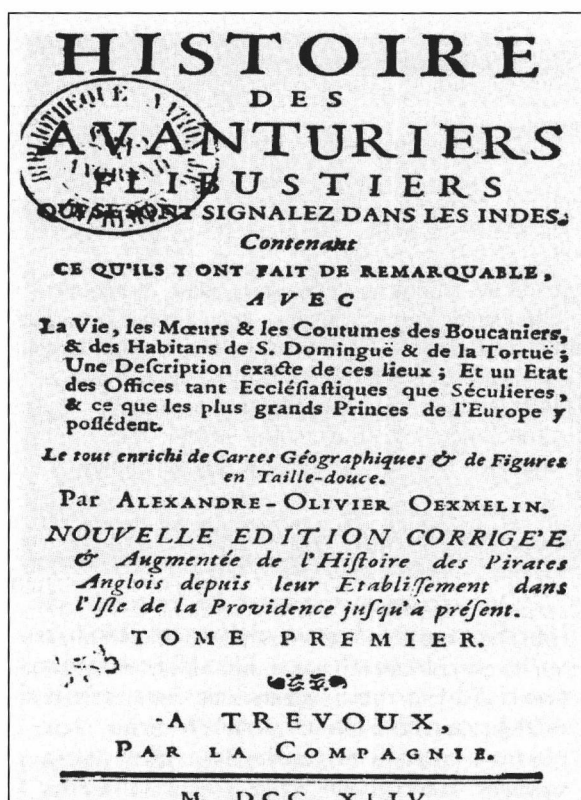 HISTOIRE
DES
AVANTURIERS
FLIBUSTIERS
QUI SE SONT SIGNALEZ DANS LES INDES,
Contenant
CE QU'ILS Y ONT FAIT DE REMARQUABLE,
AVEC
La Vie, les Mœurs & les Coutumes des Boucaniers,
& des Habitans de S. Dominguë & de la Tortuë ;
Une Deſcription exacte de ces lieux ; Et un Etat
des Offices tant Eccléſiaſtiques que Séculieres,
& ce que les plus grands Princes de l'Europe y
poſſédent.
Le tout enrichi de Cartes Géographiques & de Figures
en Taille-douce.
Par ALEXANDRE-OLIVIER OEXMELIN.
NOUVELLE EDITION CORRIGE'E
& Augmentée de l'Hiſtoire des Pirates
Anglois depuis leur Etabliſſement dans
l'Iſle de la Providence juſqu'à préſent.
TOME PREMIER.
A TREVOUX,
PAR LA COMPAGNIE.
BIBLIOTHEQUE